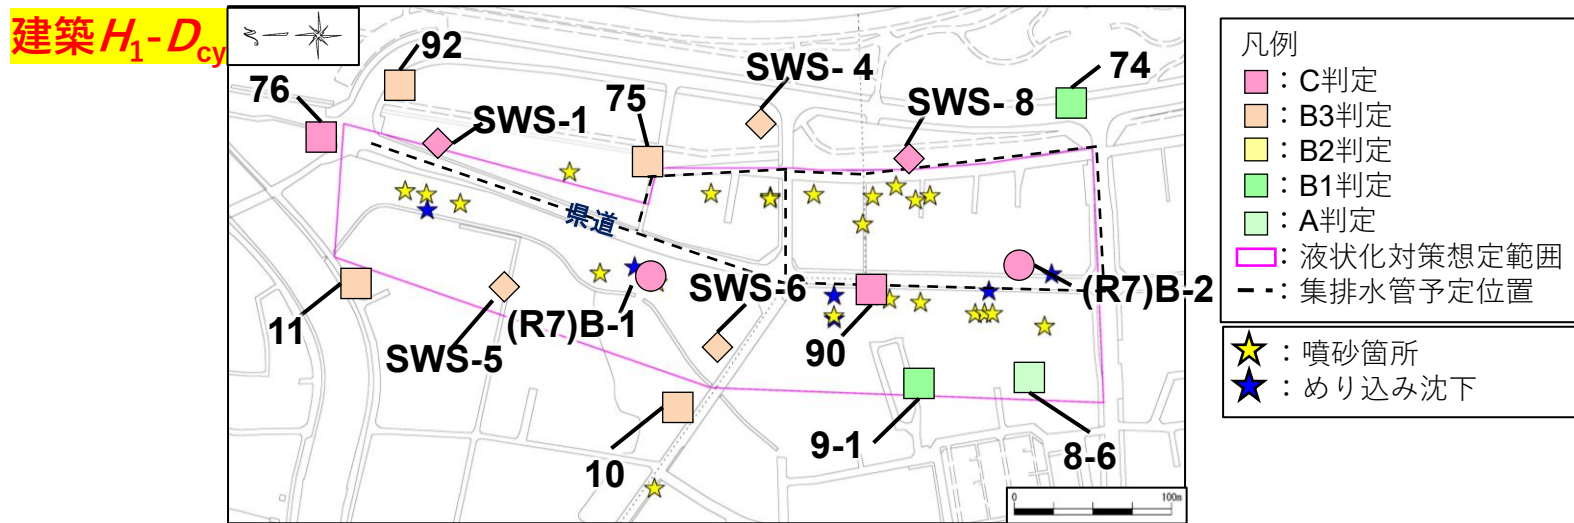 建築H₁-Dcy
92
76
SWS-1
75
SWS- 4
SWS- 8
74
県道
11
SWS-5
(R7)B-1
SWS-6
10
90
9-1
(R7)B-2
8-6
0 100m
凡例
：C判定
：B3判定
：B2判定
：B1判定
：A判定
：液状化対策想定範囲
：集排水管予定位置
：噴砂箇所
：めり込み沈下